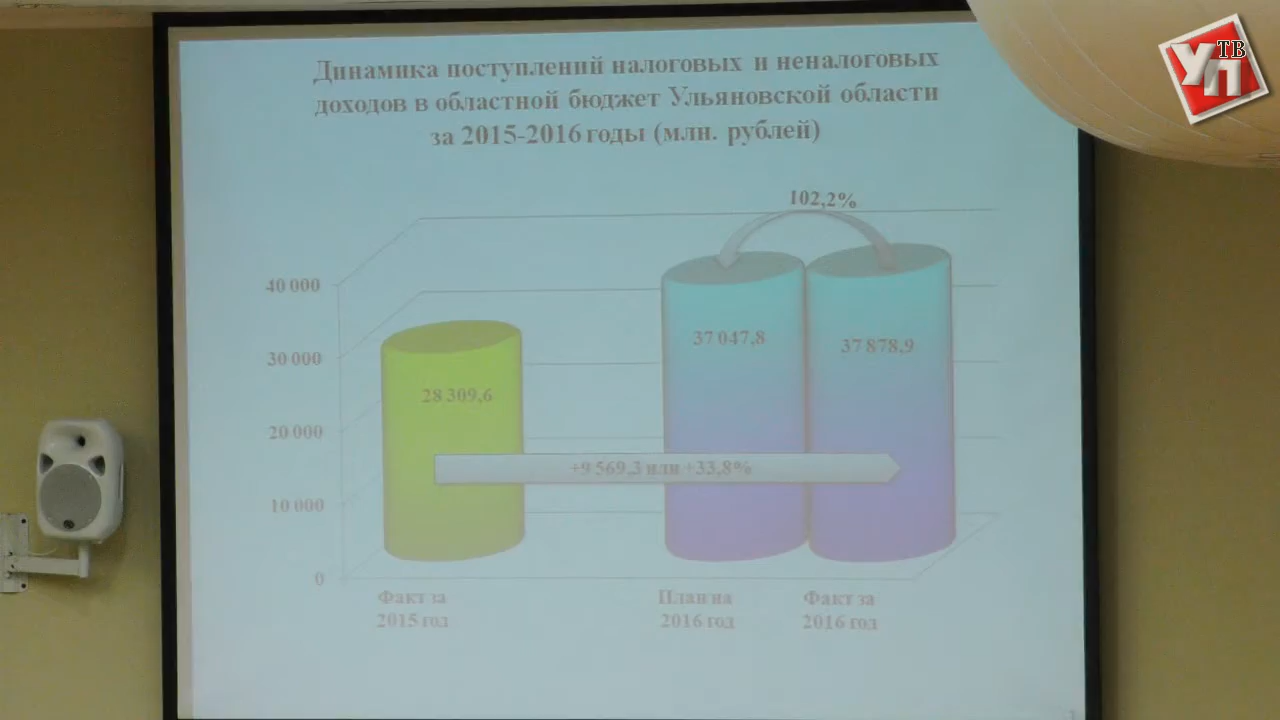 УП ТВ
Динамика поступлений налоговых и неналоговых
доходов в областной бюджет Ульяновской области
за 2015-2016 годы (млн. рублей)
102,2%
40 000
30 000
20 000
10 000
0
28 309,6
37 047,8
37 878,9
+9 569,3 или +33,8%
Факт за
2015 год
План на
2016 год
Факт за
2016 год